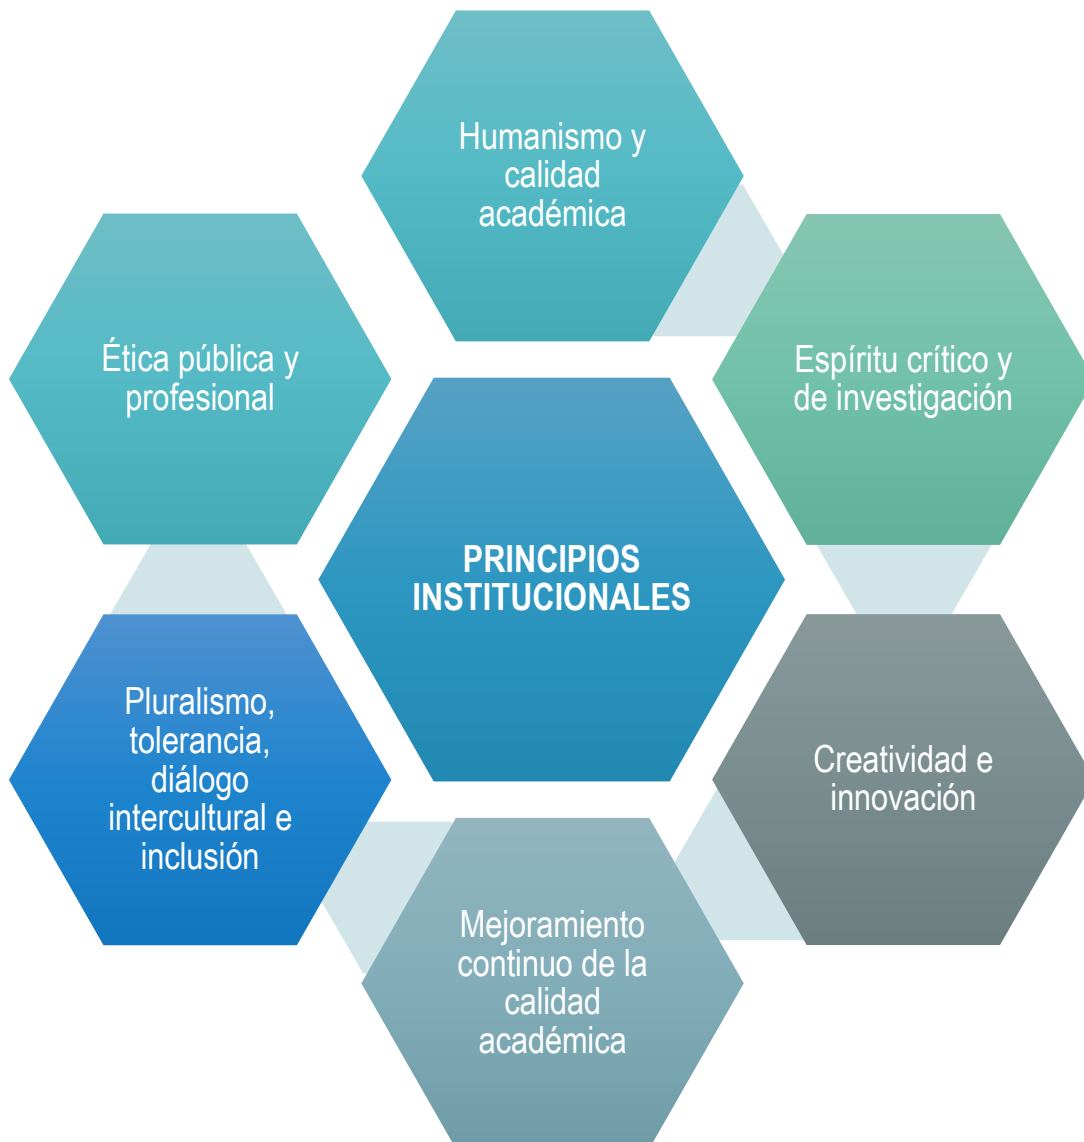 Humanismo y
calidad
académica
Espíritu crítico y
de investigación
Creatividad e
innovación
Mejoramiento
continuo de la
calidad
académica
Pluralismo,
tolerancia,
diálogo
intercultural e
inclusión
Ética pública y
profesional
PRINCIPIOS
INSTITUCIONALES